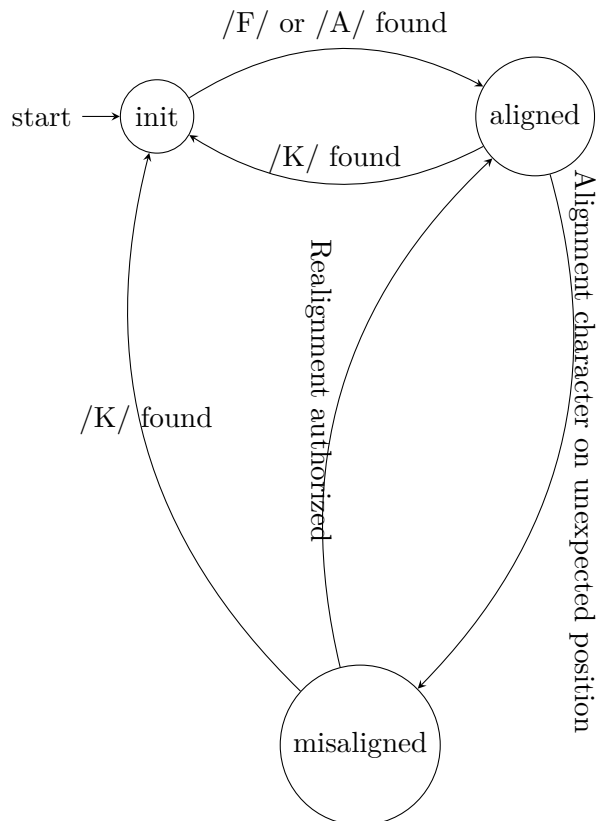 /F/ or /A/ found
start
init
aligned
/K/ found
Alignment character on unexpected position
Realignment authorized
/K/ found
misaligned